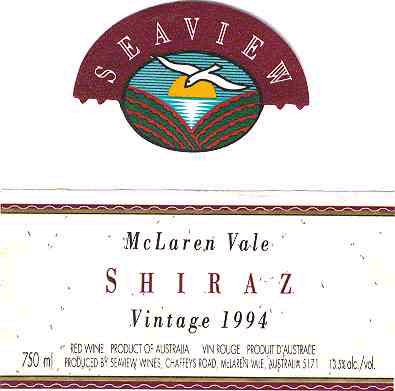 SEAVIEW
McLaren Vale
SHIRAZ
Vintage 1994
RED WINE PRODUCT OF AUSTRALIA VIN ROUGE PRODUIT D'AUSTRALIE
750 ml PRODUCED BY SEAVIEW WINES, CHAFFEYS ROAD, McLAREN VALE, AUSTRALIA 5171 13.5% alc./vol.